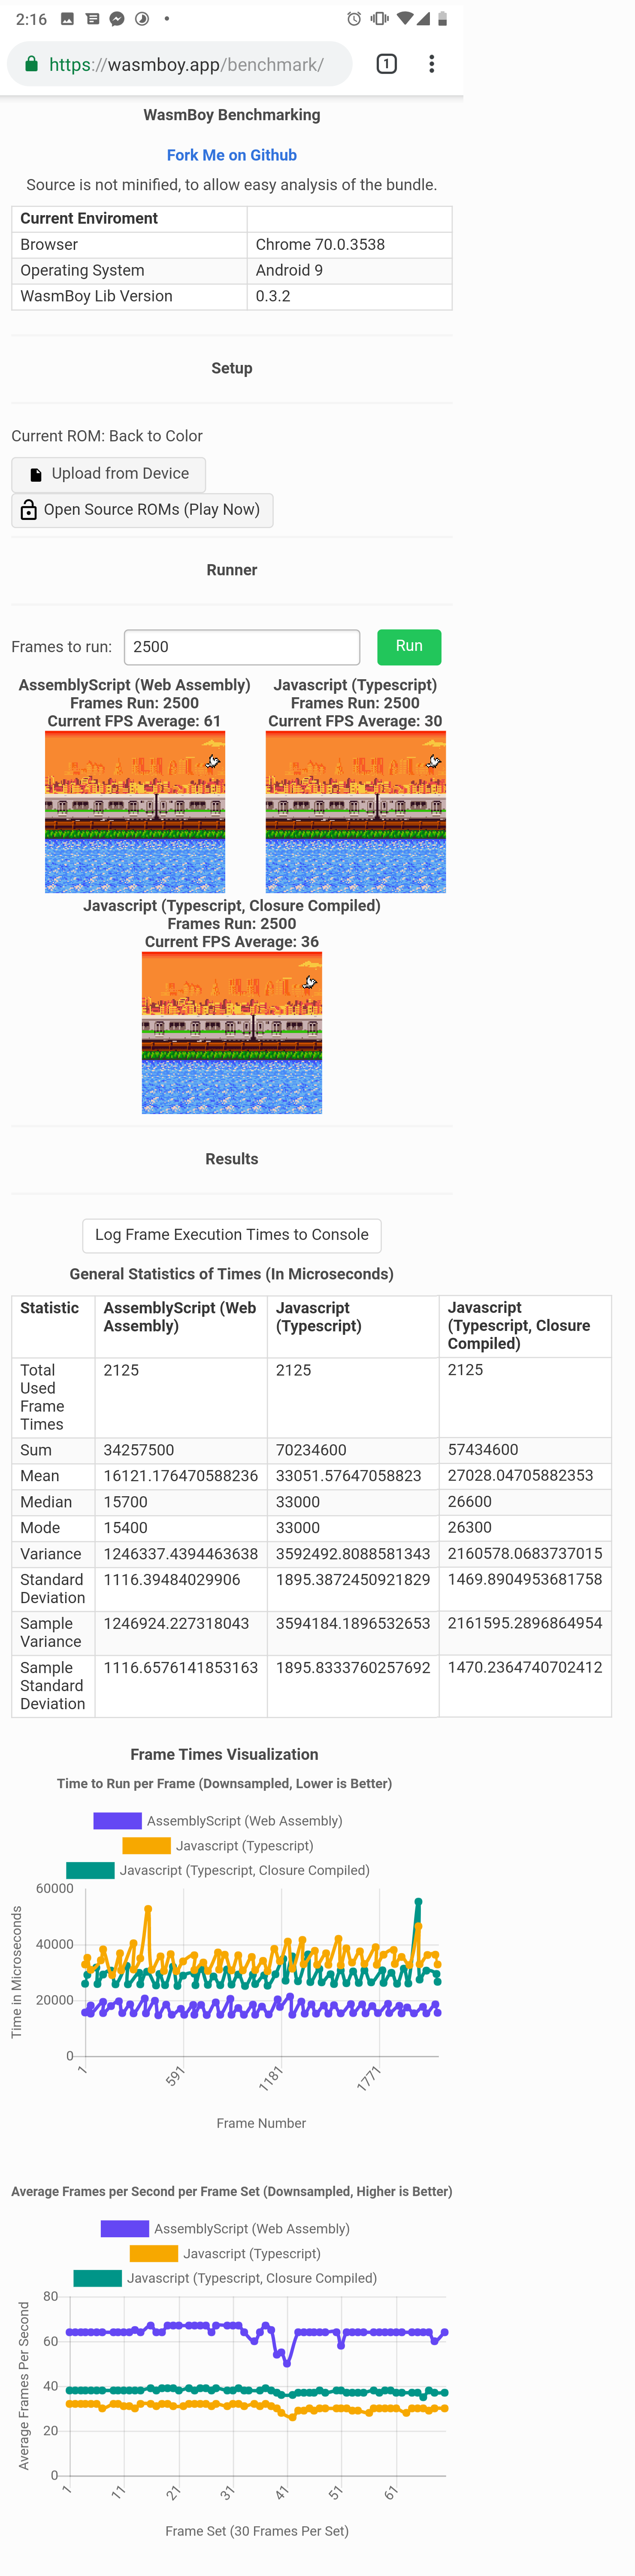 2:16
https://wasmboy.app/benchmark/
1
WasmBoy Benchmarking
Fork Me on Github
Source is not minified, to allow easy analysis of the bundle.
Current Enviroment
Browser Chrome 70.0.3538
Operating System Android 9
WasmBoy Lib Version 0.3.2
Setup
Current ROM: Back to Color
Upload from Device
Open Source ROMs (Play Now)
Runner
Frames to run: 2500 Run
AssemblyScript (Web Assembly)
Frames Run: 2500
Current FPS Average: 61
Javascript (Typescript)
Frames Run: 2500
Current FPS Average: 30
Javascript (Typescript, Closure Compiled)
Frames Run: 2500
Current FPS Average: 36
Results
Log Frame Execution Times to Console
General Statistics of Times (In Microseconds)
Statistic
AssemblyScript (Web
Assembly)
Javascript
(Typescript)
Javascript
(Typescript, Closure
Compiled)
Total
Used
Frame
Times
2125 2125 2125
Sum 34257500 70234600 57434600
Mean 16121.176470588236 33051.57647058823 27028.04705882353
Median 15700 33000 26600
Mode 15400 33000 26300
Variance 1246337.4394463638 3592492.8088581343 2160578.0683737015
Standard
Deviation
1116.39484029906 1895.3872450921829 1469.8904953681758
Sample
Variance
1246924.227318043 3594184.1896532653 2161595.2896864954
Sample
Standard
Deviation
1116.6576141853163 1895.8333760257692 1470.2364740702412
Frame Times Visualization
Time to Run per Frame (Downsampled, Lower is Better)
AssemblyScript (Web Assembly)
Javascript (Typescript)
Javascript (Typescript, Closure Compiled)
Time in Microseconds
60000
40000
20000
0
1 591 1181 1771
Frame Number
Average Frames per Second per Frame Set (Downsampled, Higher is Better)
AssemblyScript (Web Assembly)
Javascript (Typescript)
Javascript (Typescript, Closure Compiled)
Average Frames Per Second
80
60
40
20
0
1 11 21 31 41 51 61
Frame Set (30 Frames Per Set)